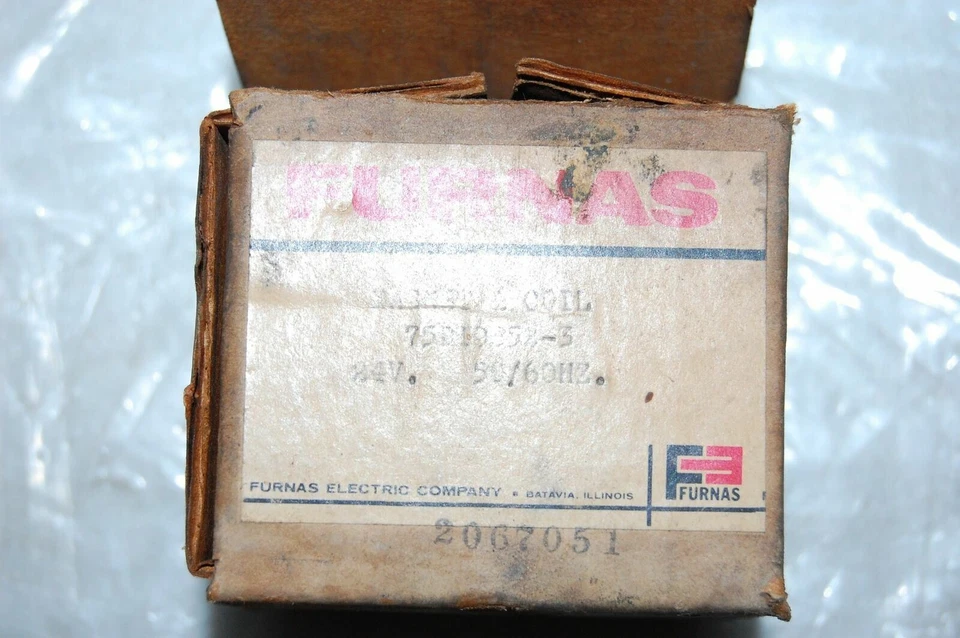 FURNAS
COIL
50/60HZ.
FURNAS
FURNAS ELECTRIC COMPANY • BATAVIA, ILLINOIS
2067051